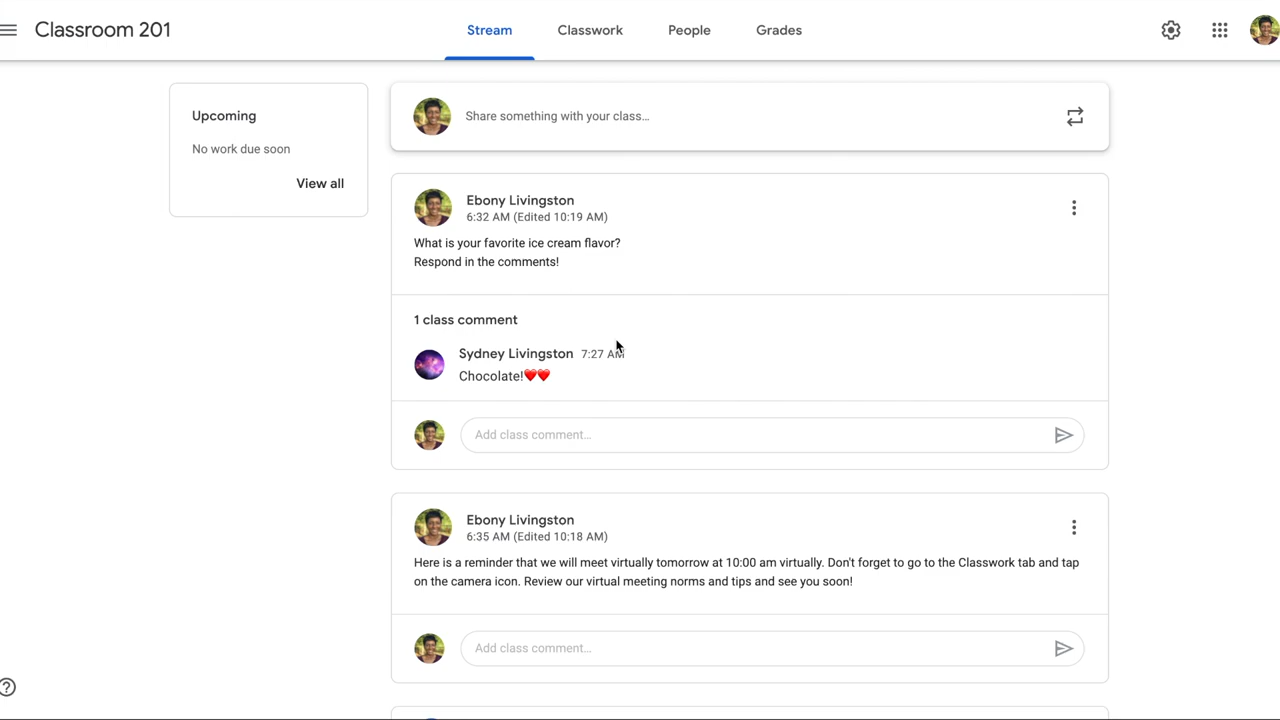 Classroom 201
Stream
Classwork
People
Grades
Upcoming
No work due soon
View all
Share something with your class...
Ebony Livingston
6:32 AM (Edited 10:19 AM)
What is your favorite ice cream flavor?
Respond in the comments!
1 class comment
Sydney Livingston 7:27 AM
Chocolate!❤️❤️
Add class comment...
Ebony Livingston
6:35 AM (Edited 10:18 AM)
Here is a reminder that we will meet virtually tomorrow at 10:00 am virtually. Don't forget to go to the Classwork tab and tap
on the camera icon. Review our virtual meeting norms and tips and see you soon!
Add class comment...